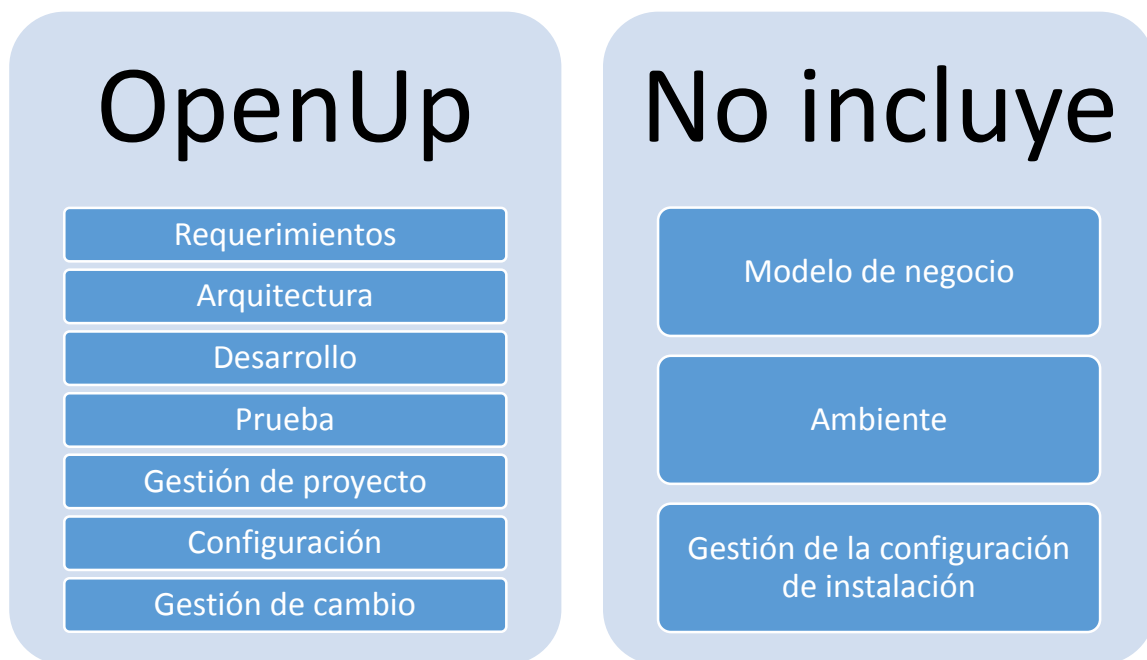 OpenUp
Requerimientos
Arquitectura
Desarrollo
Prueba
Gestión de proyecto
Configuración
Gestión de cambio
No incluye
Modelo de negocio
Ambiente
Gestión de la configuración
de instalación